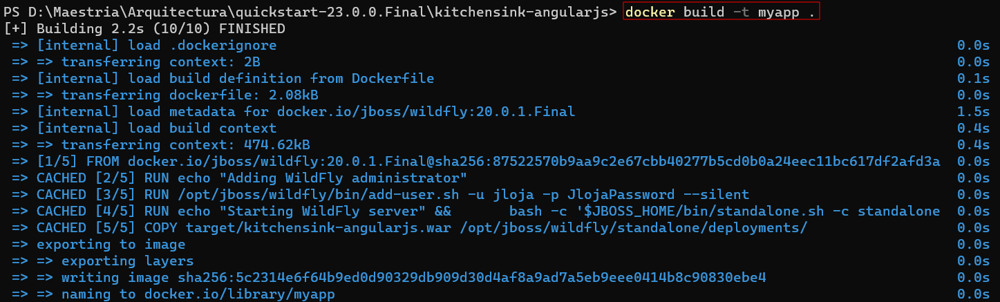 PS D:\Maestria\Arquitectura\quickstart-23.0.0.Final\kitchensink-angularjs> docker build -t myapp .
[+] Building 2.2s (10/10) FINISHED
=> [internal] load .dockerignore 0.0s
=> => transferring context: 2B 0.0s
=> [internal] load build definition from Dockerfile 0.1s
=> => transferring dockerfile: 2.08kB 0.0s
=> [internal] load metadata for docker.io/jboss/wildfly:20.0.1.Final 1.5s
=> [internal] load build context 0.4s
=> => transferring context: 474.62kB 0.4s
=> [1/5] FROM docker.io/jboss/wildfly:20.0.1.Final@sha256:87522570b9aa9c2e67cbb40277b5cd0b0a24eec11bc617df2afd3a 0.0s
=> CACHED [2/5] RUN echo "Adding WildFly administrator" 0.0s
=> CACHED [3/5] RUN /opt/jboss/wildfly/bin/add-user.sh -u jloja -p JlojaPassword --silent 0.0s
=> CACHED [4/5] RUN echo "Starting WildFly server" && bash -c '$JBOSS_HOME/bin/standalone.sh -c standalone 0.0s
=> CACHED [5/5] COPY target/kitchensink-angularjs.war /opt/jboss/wildfly/standalone/deployments/ 0.0s
=> exporting to image 0.0s
=> => exporting layers 0.0s
=> => writing image sha256:5c2314e6f64b9ed0d90329db909d30d4af8a9ad7a5eb9eee0414b8c90830ebe4 0.0s
=> => naming to docker.io/library/myapp 0.0s